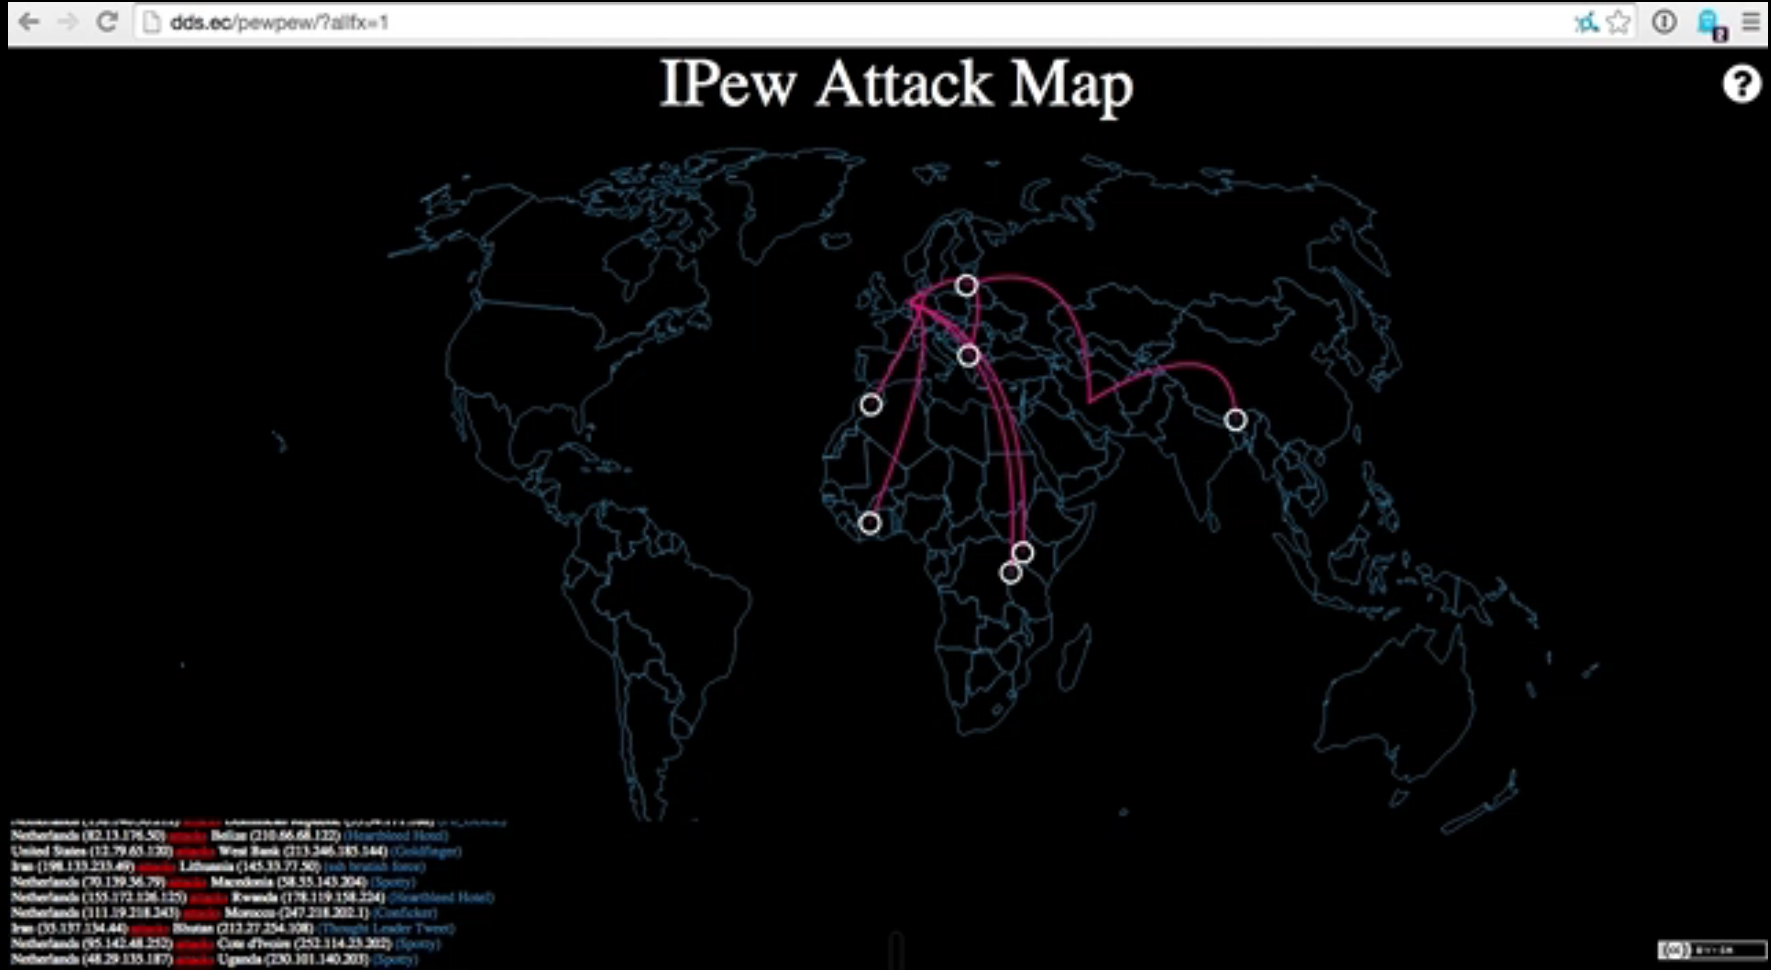 dds.ec/pewpew/?allfx=1
IPew Attack Map
?
Netherlands (82.13.176.50) attacks Belize (210.66.68.122) (Heartbleed Hotel)
United States (12.79.65.120) attacks West Bank (213.246.185.144) (Goldfinger)
Iran (198.133.233.49) attacks Lithuania (145.33.77.50) (ssh brutish force)
Netherlands (70.139.36.79) attacks Macedonia (58.55.143.204) (Spotty)
Netherlands (155.172.126.125) attacks Rwanda (178.119.158.224) (Heartbleed Hotel)
Netherlands (111.19.218.243) attacks Morocco (247.218.202.1) (Conficker)
Iran (35.137.134.44) attacks Bhutan (212.27.254.108) (Thought Leader Tweet)
Netherlands (95.142.48.252) attacks Cote d'Ivoire (252.114.23.202) (Spotty)
Netherlands (48.29.135.187) attacks Uganda (230.101.140.203) (Spotty)